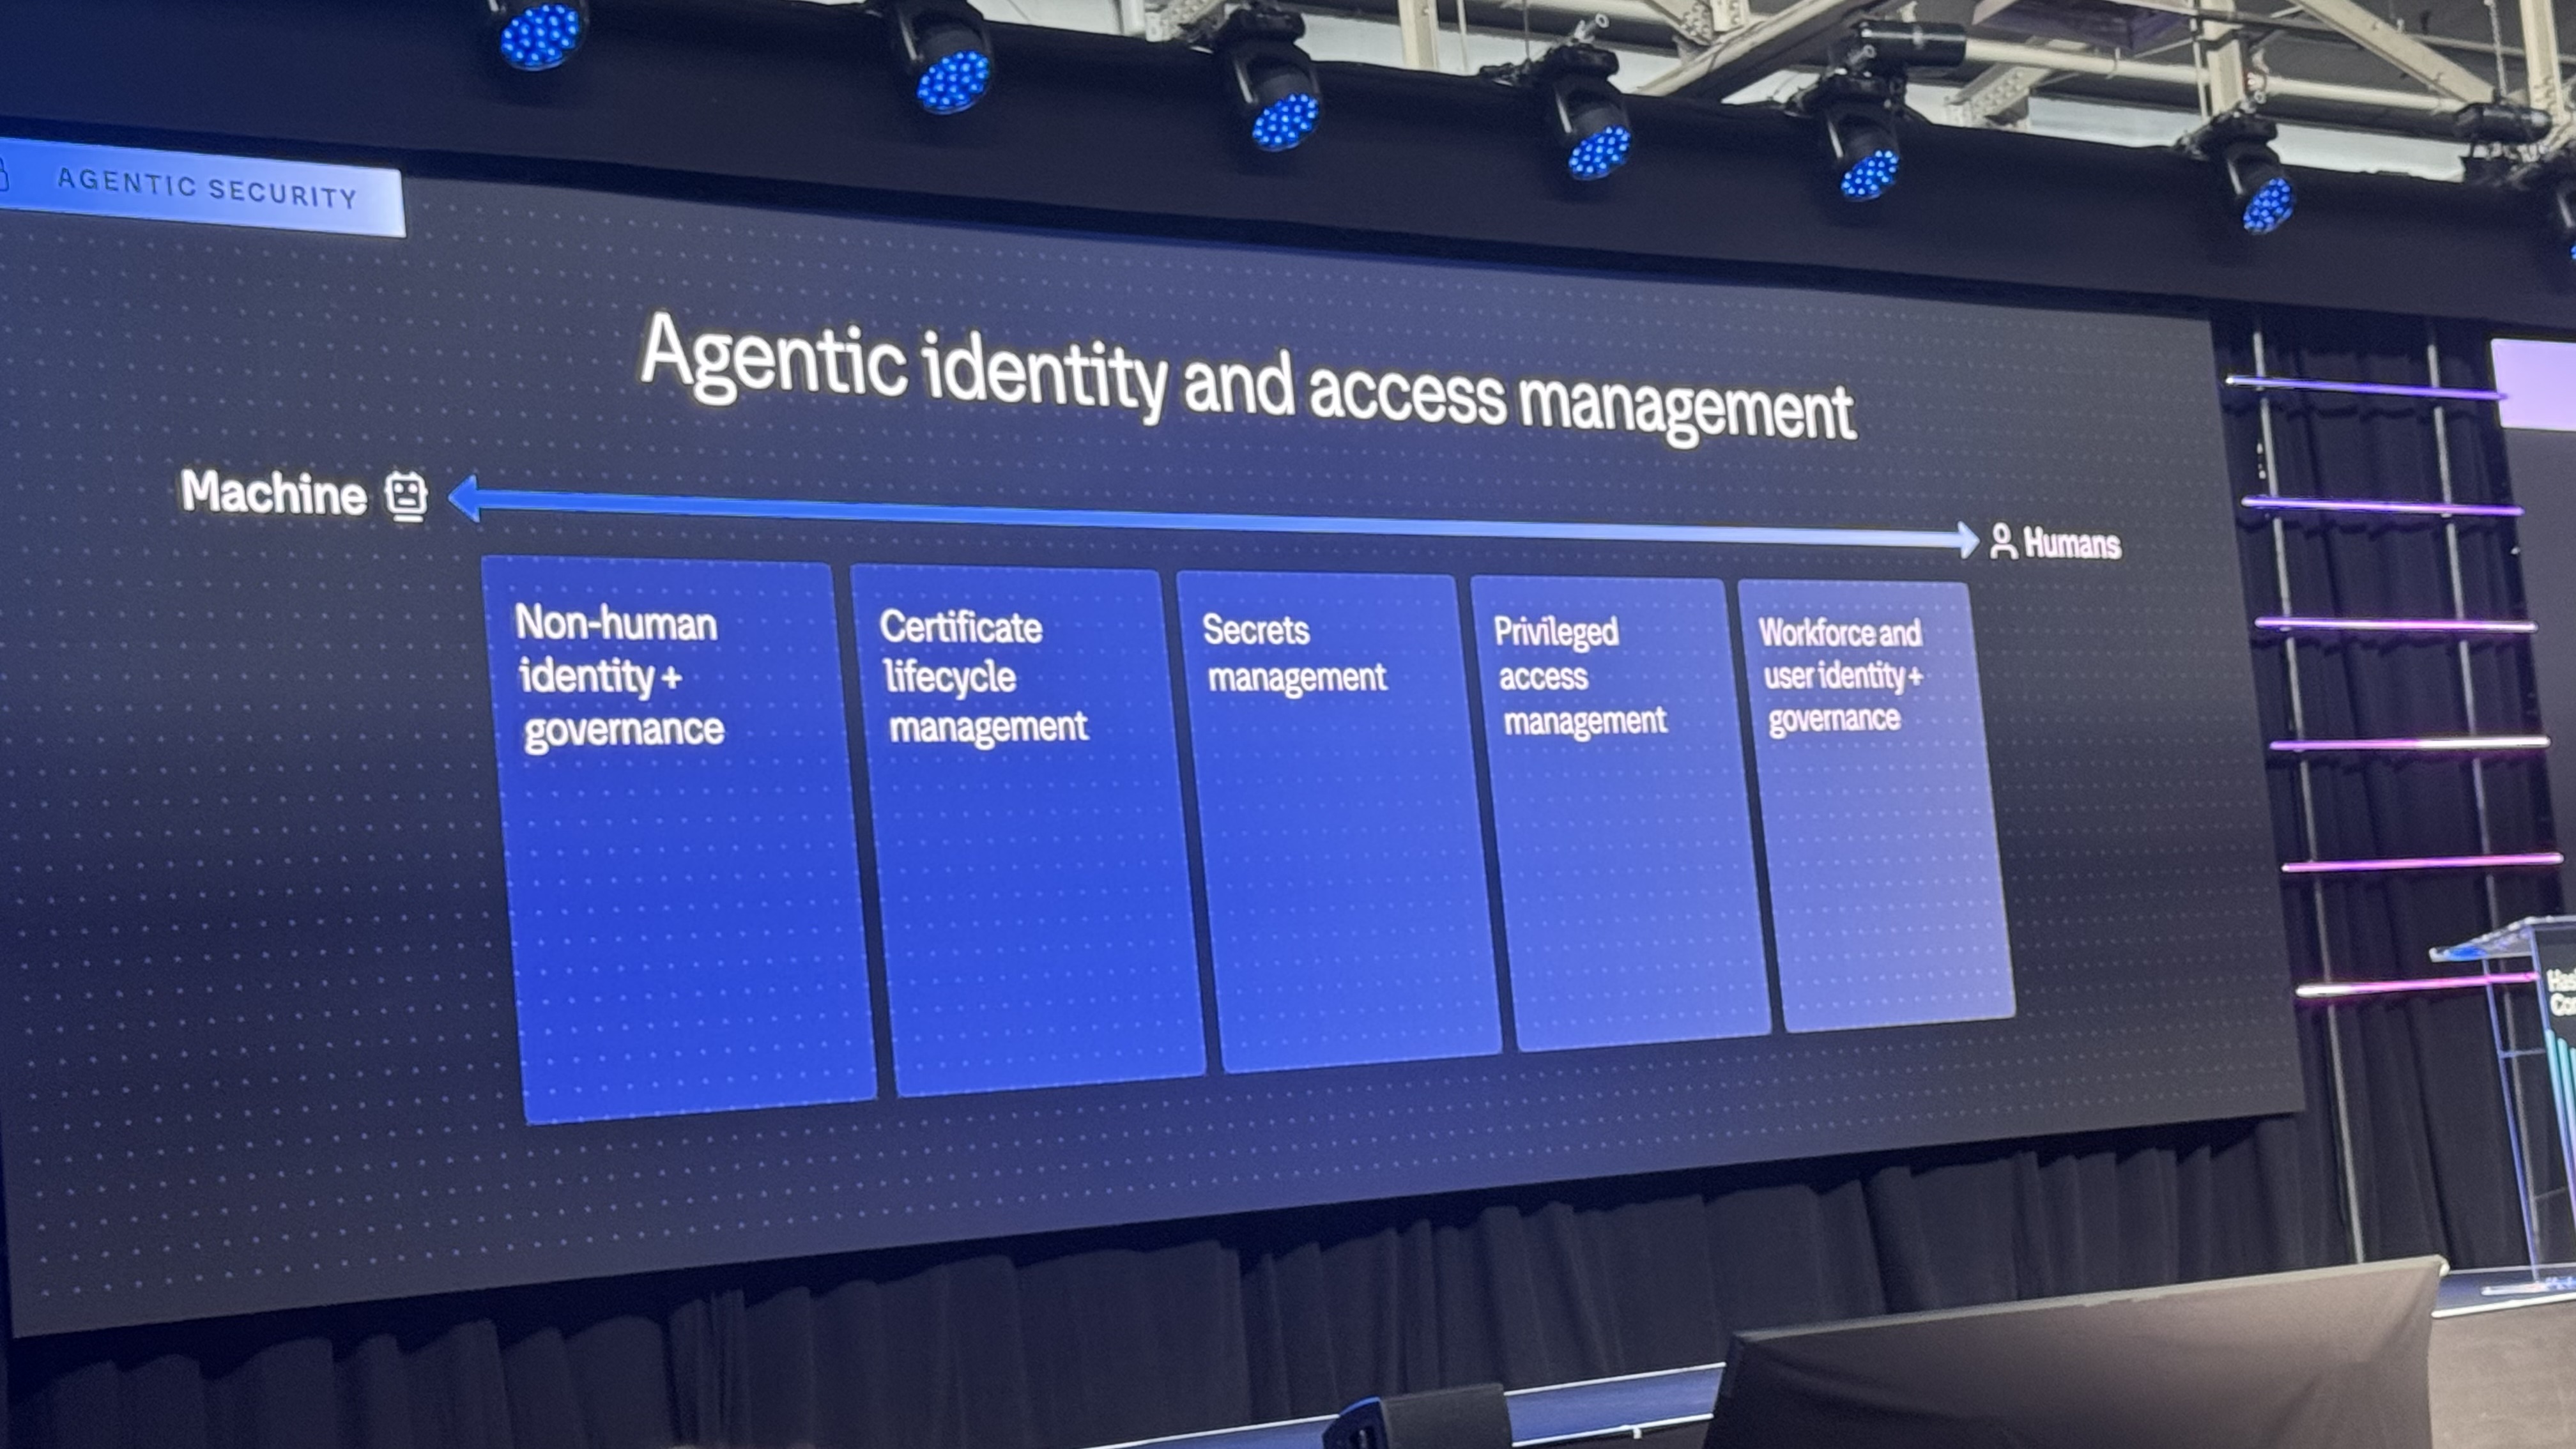 AGENTIC SECURITY
Agentic identity and access management
Machine
Humans
Non-human
identity +
governance
Certificate
lifecycle
management
Secrets
management
Privileged
access
management
Workforce and
user identity +
governance